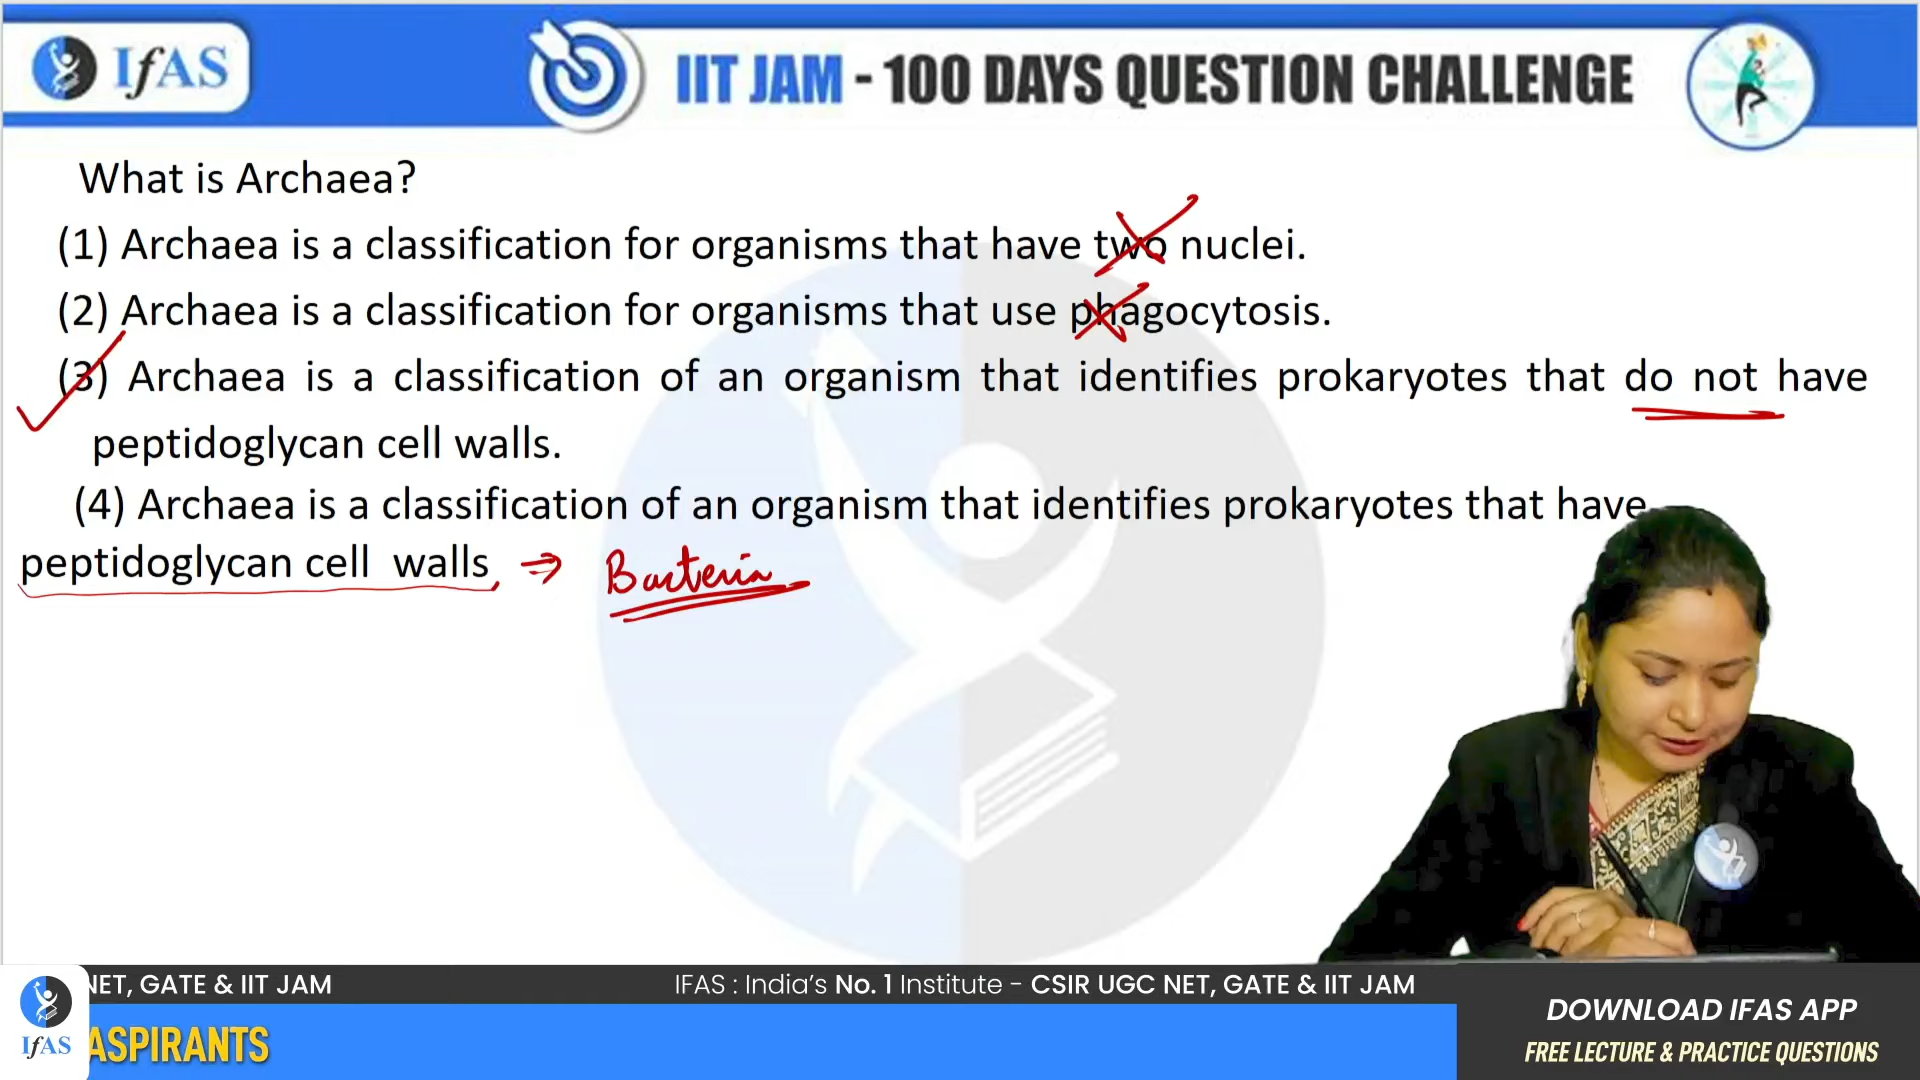 IfAS
IIT JAM - 100 DAYS QUESTION CHALLENGE
What is Archaea?
(1) Archaea is a classification for organisms that have two nuclei.
(2) Archaea is a classification for organisms that use phagocytosis.
(3) Archaea is a classification of an organism that identifies prokaryotes that do not have
peptidoglycan cell walls.
(4) Archaea is a classification of an organism that identifies prokaryotes that have
peptidoglycan cell walls ⇒ Bacteria
NET, GATE & IIT JAM
IFAS : India's No. 1 Institute - CSIR UGC NET, GATE & IIT JAM
IfAS
ASPIRANTS
DOWNLOAD IFAS APP
FREE LECTURE & PRACTICE QUESTIONS